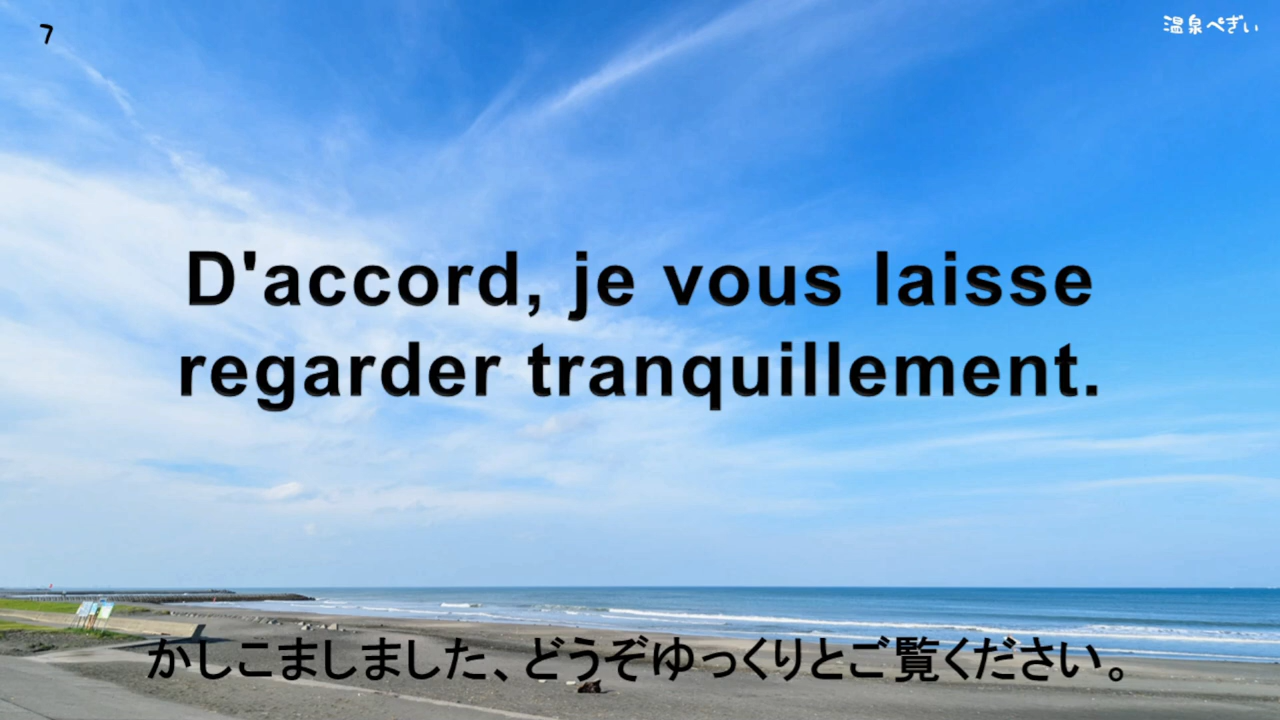 7
温泉ぺぎぃ
D'accord, je vous laisse
regarder tranquillement.
かしこましました、どうぞゆっくりとご覧ください。